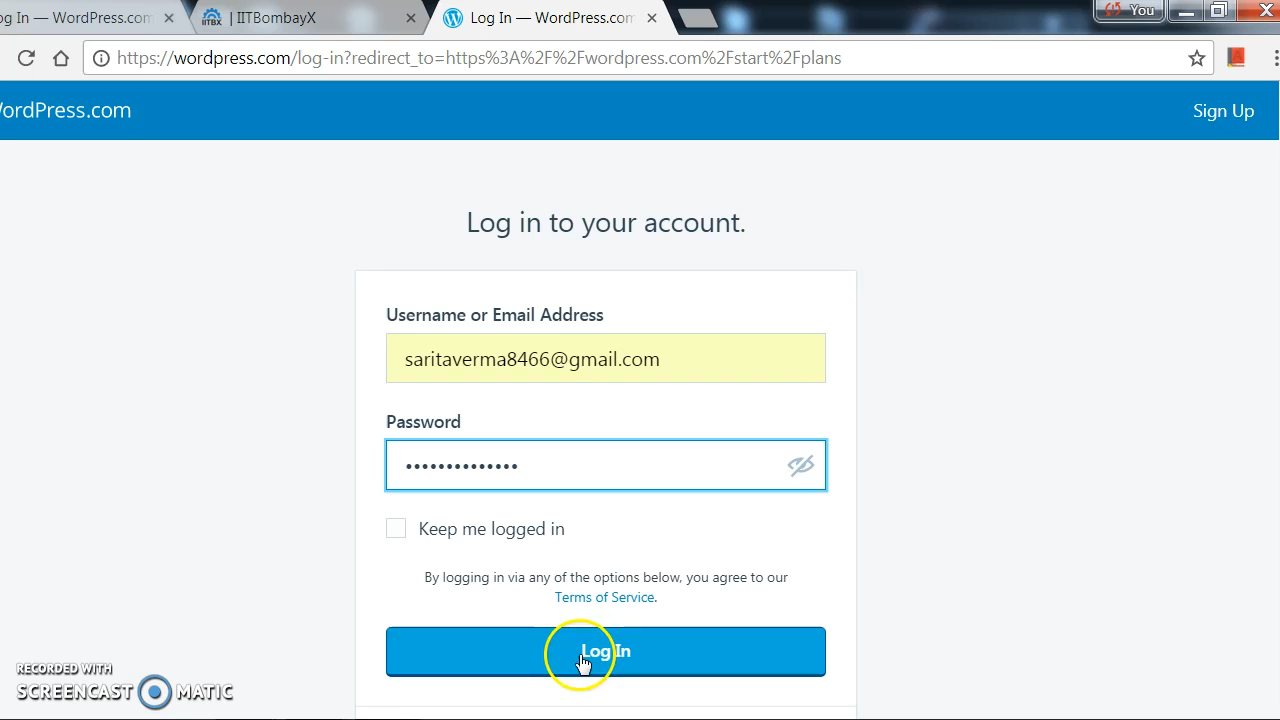 og In — WordPress.com
IITBX | IITBombayX
Log In — WordPress.com
You
https://wordpress.com/log-in?redirect_to=https%3A%2F%2Fwordpress.com%2Fstart%2Fplans
WordPress.com
Sign Up
Log in to your account.
Username or Email Address
saritaverma8466@gmail.com
Password
••••••••••••••
Keep me logged in
By logging in via any of the options below, you agree to our
Terms of Service.
Log In
RECORDED WITH
SCREENCAST MATIC